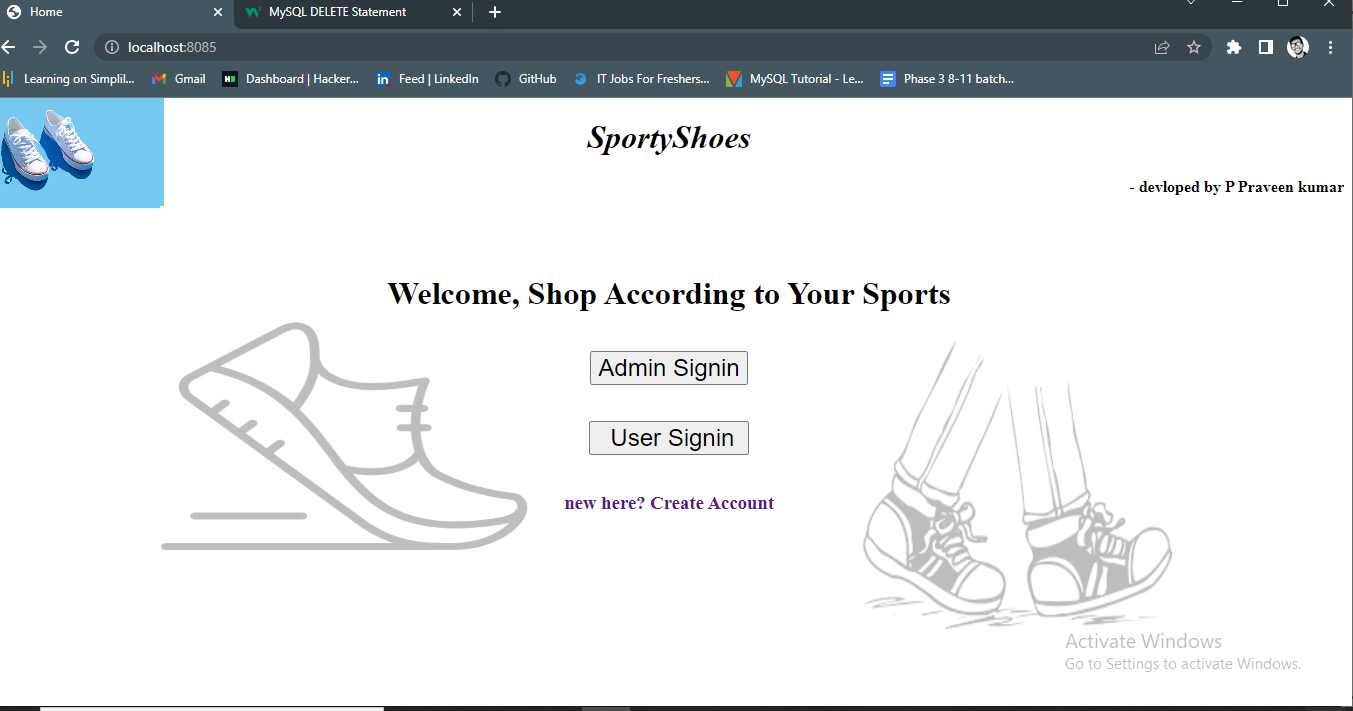 Home
MySQL DELETE Statement
localhost:8085
Learning on Simplil...
Gmail
Dashboard | Hacker...
Feed | LinkedIn
GitHub
IT Jobs For Freshers...
MySQL Tutorial - Le...
Phase 3 8-11 batch...
SportyShoes
- devloped by P Praveen kumar
Welcome, Shop According to Your Sports
Admin Signin
User Signin
new here? Create Account
Activate Windows
Go to Settings to activate Windows.